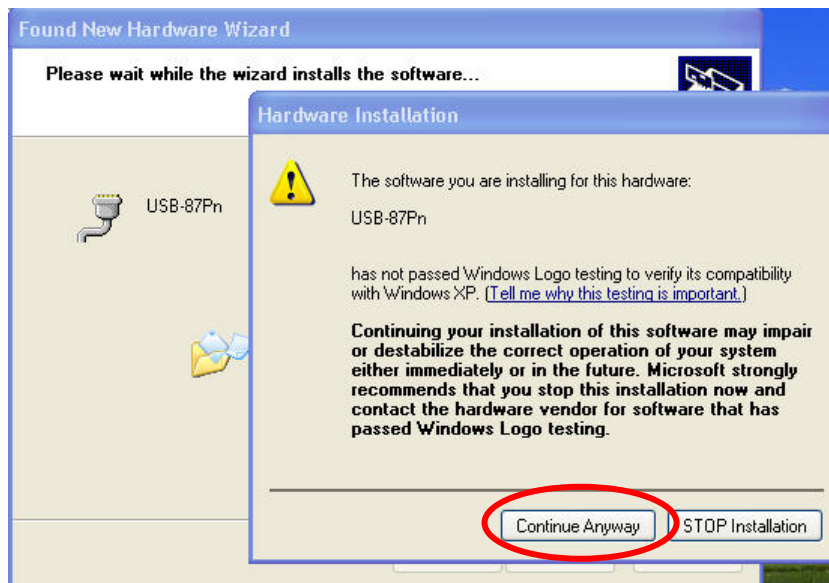 Found New Hardware Wizard
Please wait while the wizard installs the software...
Hardware Installation
USB-87Pn
The software you are installing for this hardware:
USB-87Pn
has not passed Windows Logo testing to verify its compatibility
with Windows XP. (Tell me why this testing is important.)
Continuing your installation of this software may impair
or destabilize the correct operation of your system
either immediately or in the future. Microsoft strongly
recommends that you stop this installation now and
contact the hardware vendor for software that has
passed Windows Logo testing.
Continue Anyway
STOP Installation